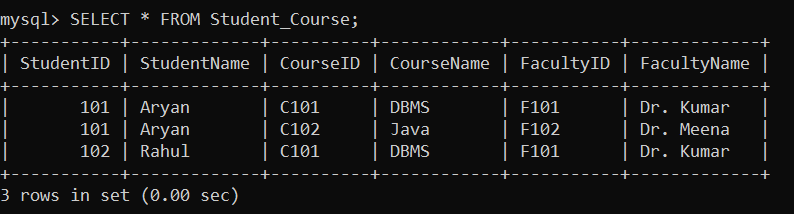 mysql> SELECT * FROM Student_Course;
+-----------+-------------+----------+------------+-----------+-------------+
| StudentID | StudentName | CourseID | CourseName | FacultyID | FacultyName |
+-----------+-------------+----------+------------+-----------+-------------+
|       101 | Aryan       | C101     | DBMS       | F101      | Dr. Kumar   |
|       101 | Aryan       | C102     | Java       | F102      | Dr. Meena   |
|       102 | Rahul       | C101     | DBMS       | F101      | Dr. Kumar   |
+-----------+-------------+----------+------------+-----------+-------------+
3 rows in set (0.00 sec)